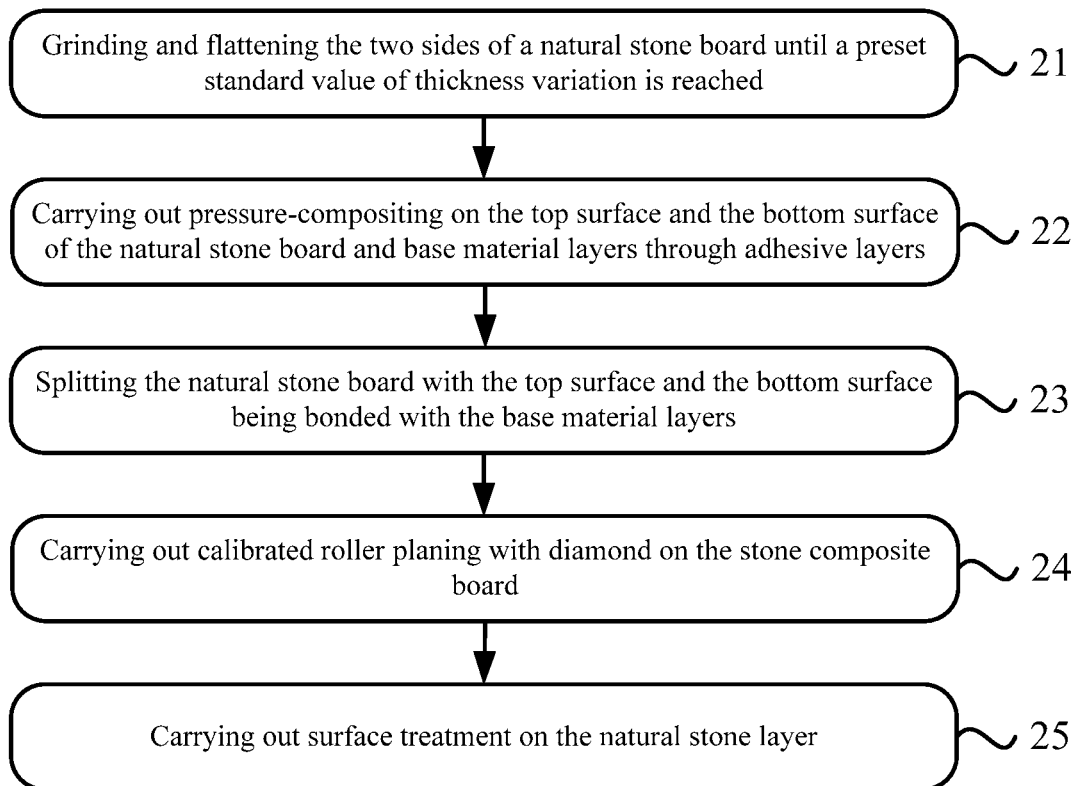 Grinding and flattening the two sides of a natural stone board until a preset
standard value of thickness variation is reached
21
Carrying out pressure-compositing on the top surface and the bottom surface
of the natural stone board and base material layers through adhesive layers
22
Splitting the natural stone board with the top surface and the bottom surface
being bonded with the base material layers
23
Carrying out calibrated roller planing with diamond on the stone composite
board
24
Carrying out surface treatment on the natural stone layer
25